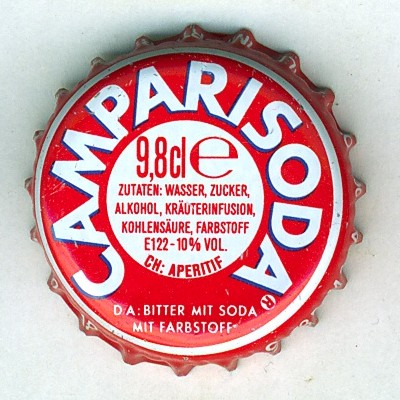 CAMPARISODA ®
9,8cl e
ZUTATEN: WASSER, ZUCKER,
ALKOHOL, KRÄUTERINFUSION,
KOHLENSÄURE, FARBSTOFF
E122-10% VOL.
CH: APERITIF
D A: BITTER MIT SODA
MIT FARBSTOFF